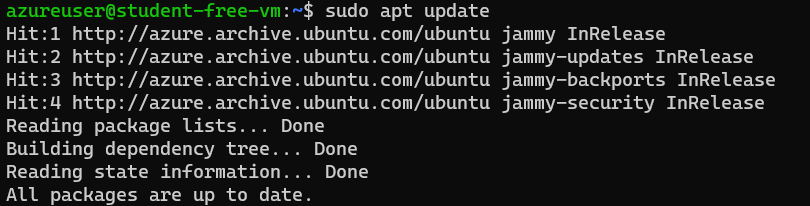 azureuser@student-free-vm:~$ sudo apt update
Hit:1 http://azure.archive.ubuntu.com/ubuntu jammy InRelease
Hit:2 http://azure.archive.ubuntu.com/ubuntu jammy-updates InRelease
Hit:3 http://azure.archive.ubuntu.com/ubuntu jammy-backports InRelease
Hit:4 http://azure.archive.ubuntu.com/ubuntu jammy-security InRelease
Reading package lists... Done
Building dependency tree... Done
Reading state information... Done
All packages are up to date.